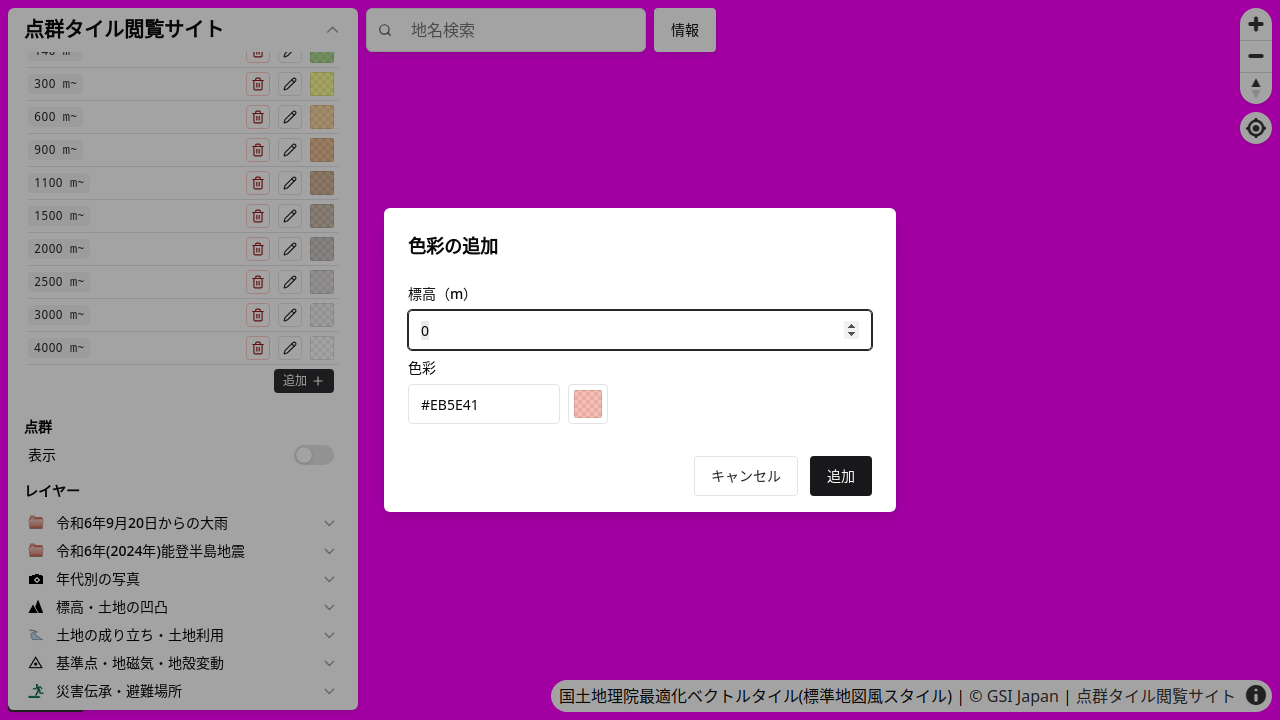 点群タイル閲覧サイト
140 m~
300 m~
600 m~
900 m~
1100 m~
1500 m~
2000 m~
2500 m~
3000 m~
4000 m~
追加
点群
表示
レイヤー
令和6年9月20日からの大雨
令和6年(2024年)能登半島地震
年代別の写真
標高・土地の凹凸
土地の成り立ち・土地利用
基準点・地磁気・地殻変動
災害伝承・避難場所
地名検索
情報
色彩の追加
標高（m）
0
色彩
#EB5E41
キャンセル
追加
国土地理院最適化ベクトルタイル(標準地図風スタイル) | © GSI Japan | 点群タイル閲覧サイト